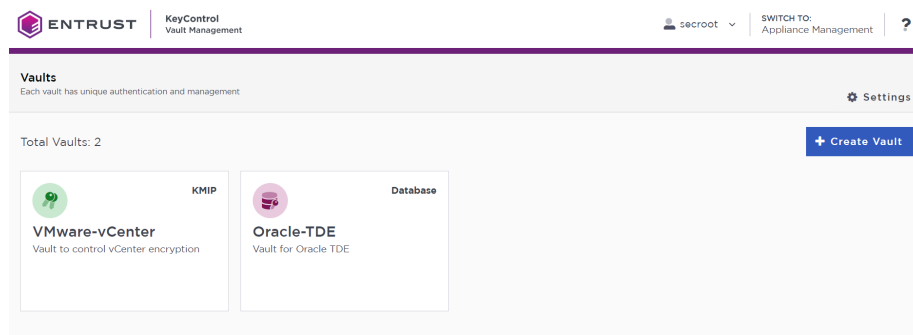 ENTRUST
KeyControl
Vault Management
secroot
SWITCH TO:
Appliance Management
?
Vaults
Each vault has unique authentication and management
Settings
Total Vaults: 2
+ Create Vault
KMIP
VMware-vCenter
Vault to control vCenter encryption
Database
Oracle-TDE
Vault for Oracle TDE